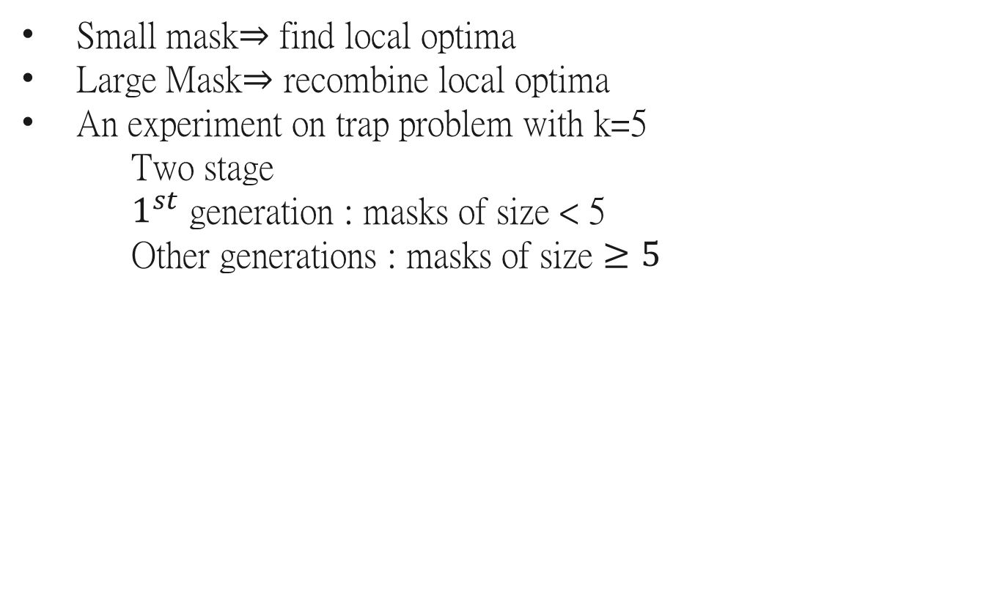 • Small mask⇒ find local optima
• Large Mask⇒ recombine local optima
• An experiment on trap problem with k=5
Two stage
1^{st} generation : masks of size < 5
Other generations : masks of size ≥ 5